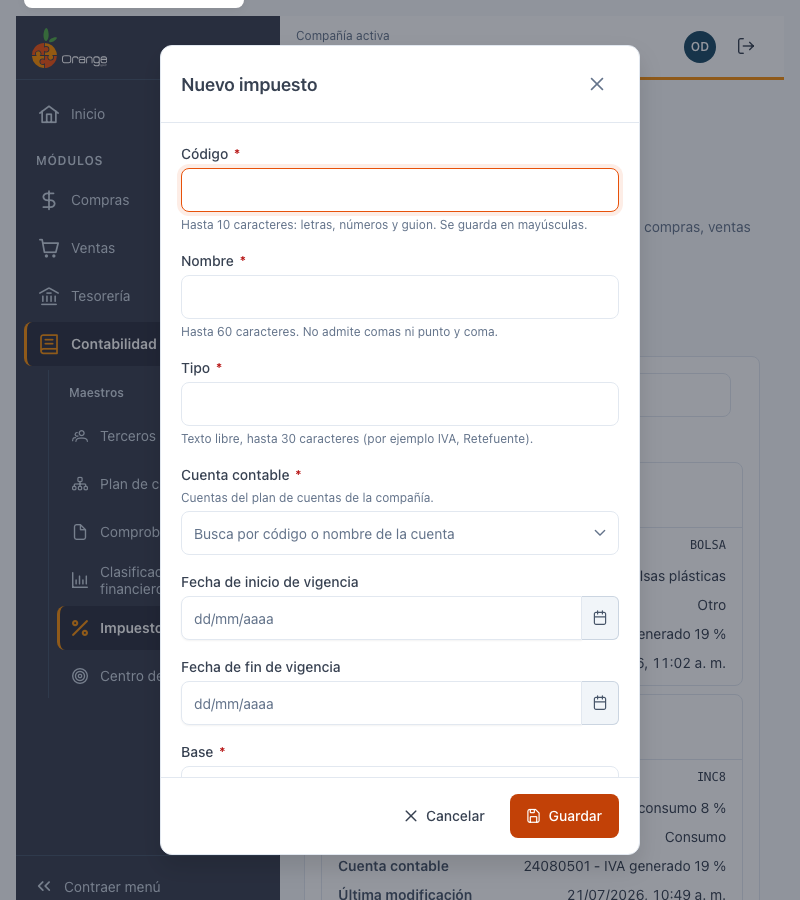 Compañía activa
Orange
OD
Inicio
MÓDULOS
Compras
Ventas
Tesorería
Contabilidad
Maestros
Terceros
Plan de c
Comprob
Clasificac
financiero
Impuesto
Centro de
Contraer menú
Nuevo impuesto
Código *
Hasta 10 caracteres: letras, números y guion. Se guarda en mayúsculas.
Nombre *
Hasta 60 caracteres. No admite comas ni punto y coma.
Tipo *
Texto libre, hasta 30 caracteres (por ejemplo IVA, Retefuente).
Cuenta contable *
Cuentas del plan de cuentas de la compañía.
Busca por código o nombre de la cuenta
Fecha de inicio de vigencia
dd/mm/aaaa
Fecha de fin de vigencia
dd/mm/aaaa
Base *
Cancelar
Guardar
compras, ventas
BOLSA
lsas plásticas
Otro
enerado 19 %
6, 11:02 a. m.
INC8
consumo 8 %
Consumo
Cuenta contable 24080501 - IVA generado 19 %
Última modificación 21/07/2026, 10:49 a. m.